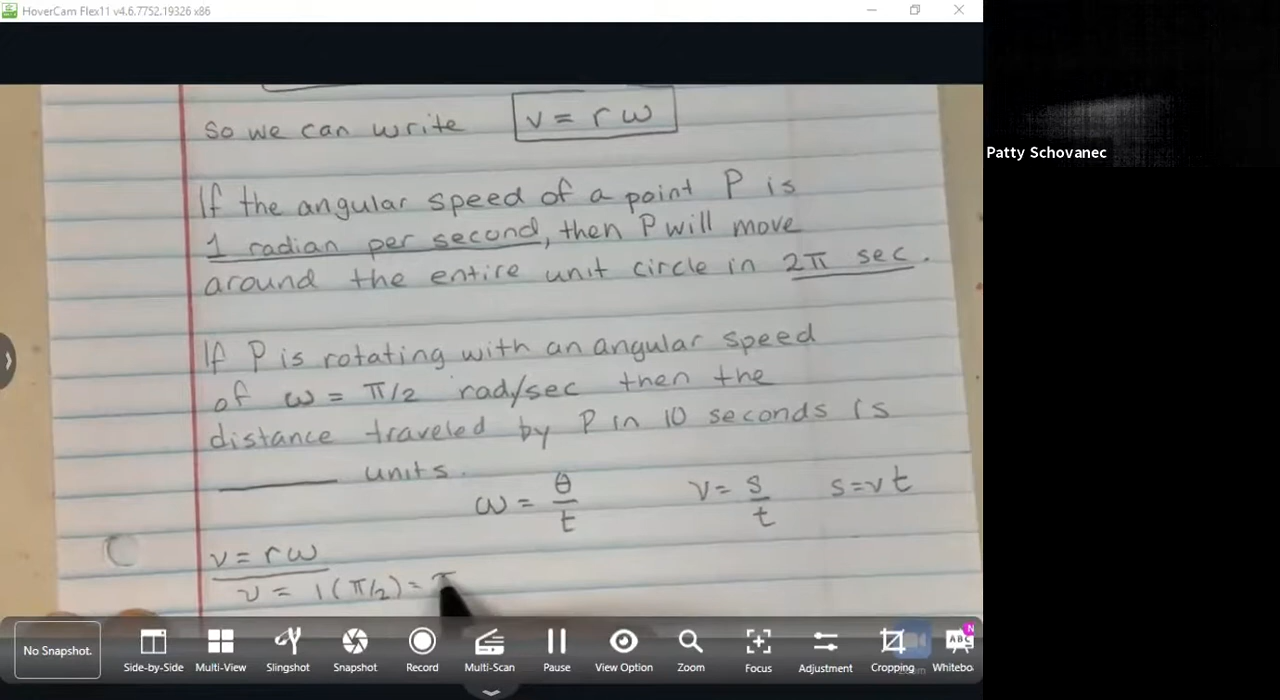 HoverCam Flex11 v4.6.7752.19326 x86
so we can write v = r ω
If the angular speed of a point P is
1 radian per second, then P will move
around the entire unit circle in 2π sec.
If P is rotating with an angular speed
of ω = π/2 rad/sec then the
distance traveled by P in 10 seconds is
______ units.
ω = θ/t v = s/t s = vt
v = rω
v = 1(π/2) =
Patty Schovanec
No Snapshot.
Side-by-Side Multi-View Slingshot Snapshot Record Multi-Scan Pause View Option Zoom Focus Adjustment Cropping Whiteboa
ABC N